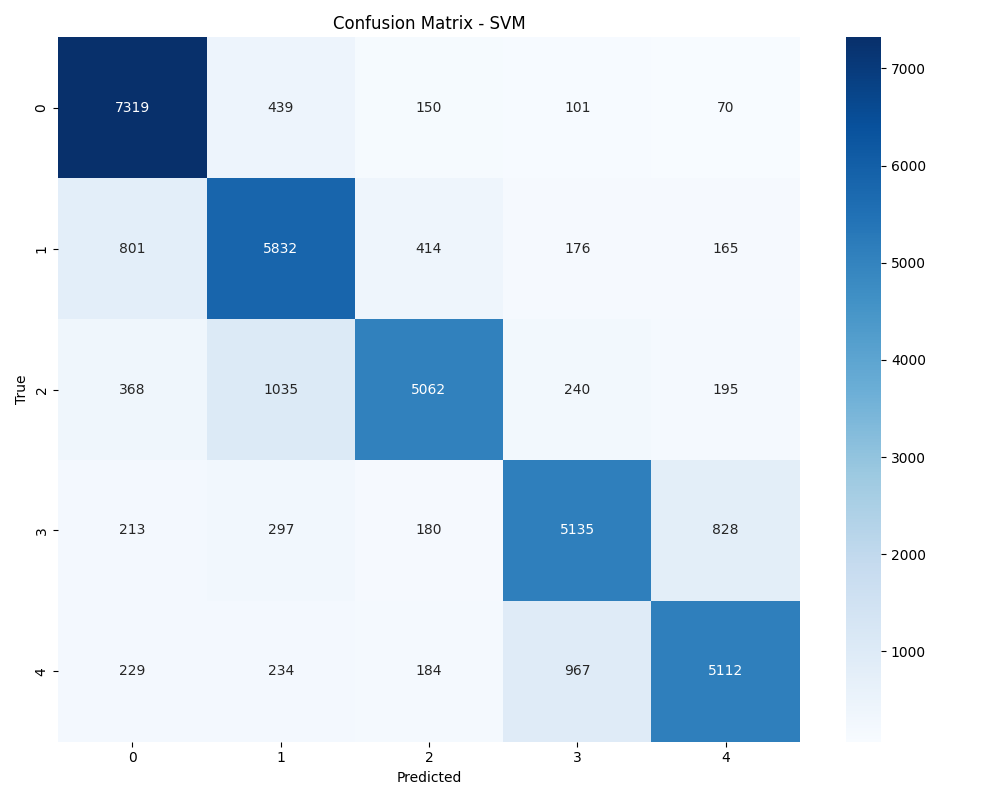 Confusion Matrix - SVM
0 7319 439 150 101 70
1 801 5832 414 176 165
2 368 1035 5062 240 195
3 213 297 180 5135 828
4 229 234 184 967 5112
0 1 2 3 4
True
Predicted
7000
6000
5000
4000
3000
2000
1000